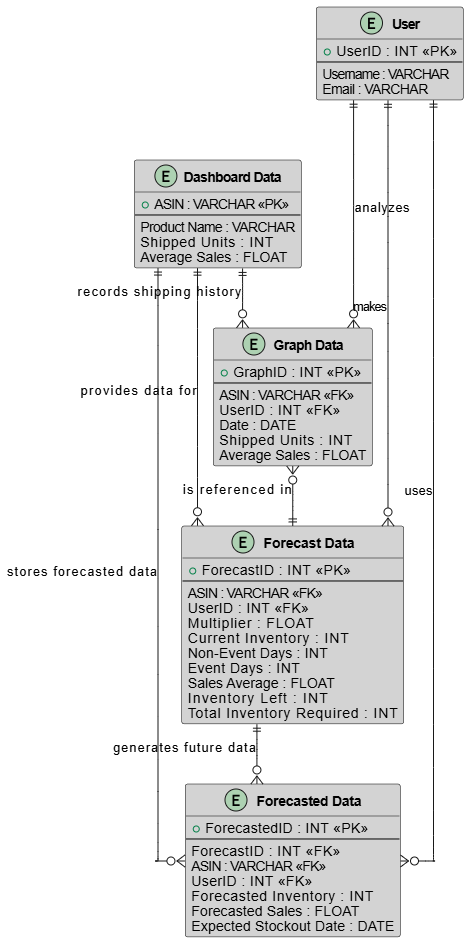 E User
UserID : INT «PK»
Username : VARCHAR
Email : VARCHAR
E Dashboard Data
ASIN : VARCHAR «PK»
Product Name : VARCHAR
Shipped Units : INT
Average Sales : FLOAT
analyzes
records shipping history
makes
E Graph Data
GraphID : INT «PK»
ASIN : VARCHAR «FK»
UserID : INT «FK»
Date : DATE
Shipped Units : INT
Average Sales : FLOAT
provides data for
is referenced in
uses
E Forecast Data
ForecastID : INT «PK»
ASIN : VARCHAR «FK»
UserID : INT «FK»
Multiplier : FLOAT
Current Inventory : INT
Non-Event Days : INT
Event Days : INT
Sales Average : FLOAT
Inventory Left : INT
Total Inventory Required : INT
stores forecasted data
generates future data
E Forecasted Data
ForecastedID : INT «PK»
ForecastID : INT «FK»
ASIN : VARCHAR «FK»
UserID : INT «FK»
Forecasted Inventory : INT
Forecasted Sales : FLOAT
Expected Stockout Date : DATE